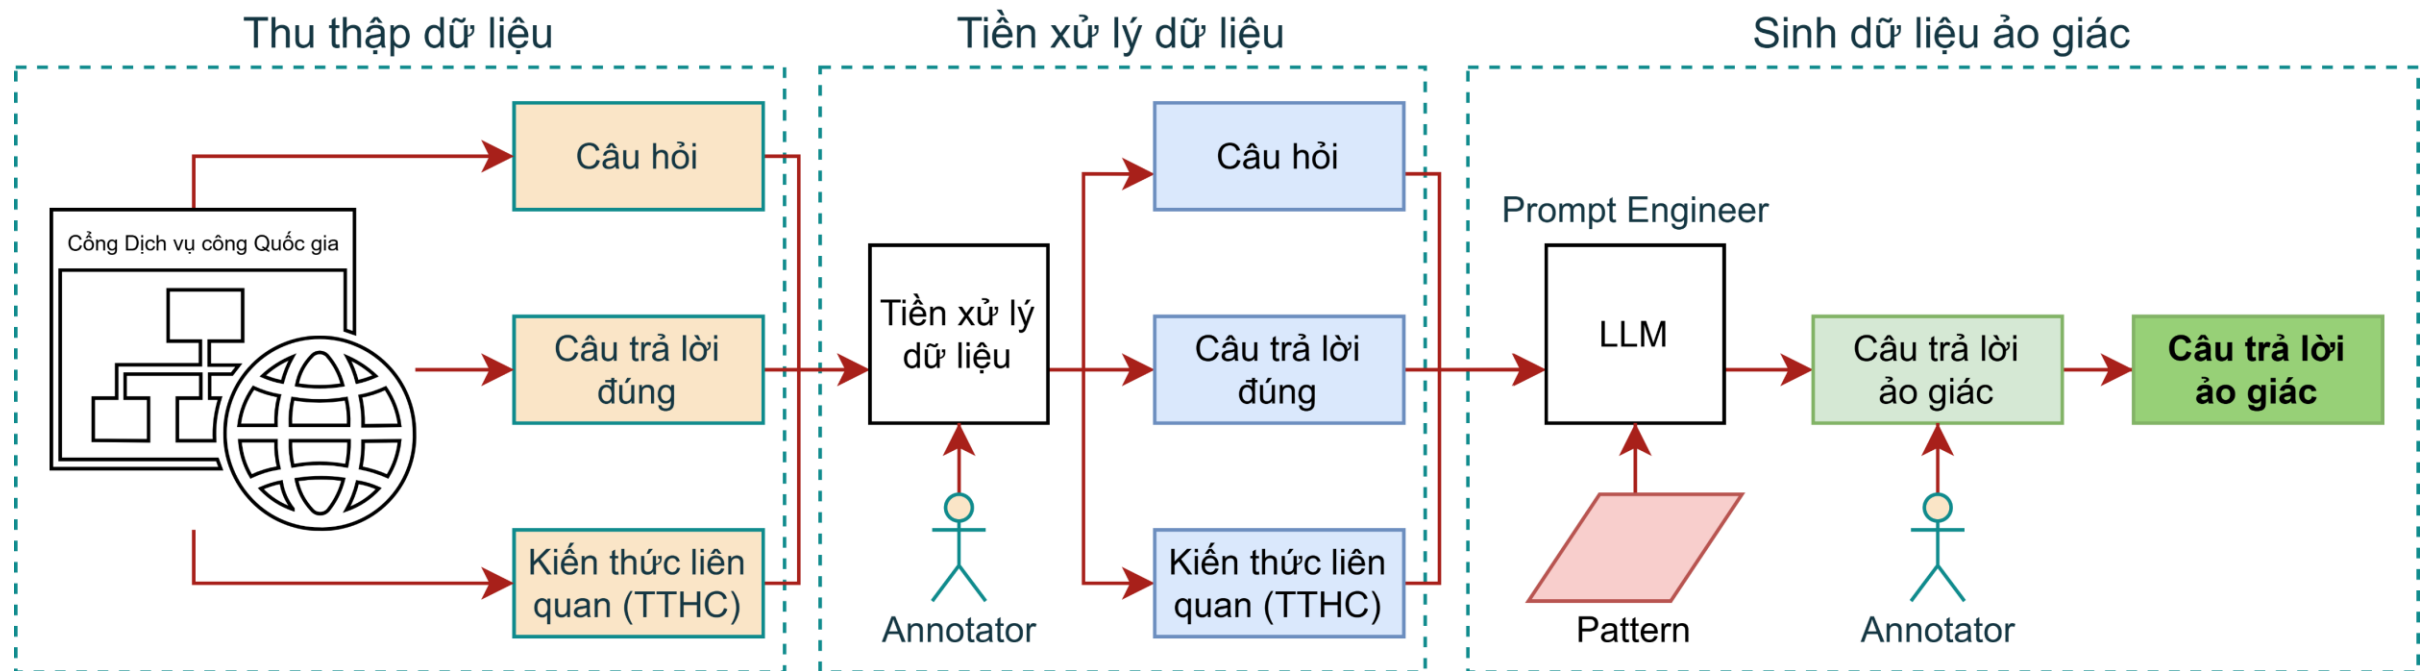 Thu thập dữ liệu
Cổng Dịch vụ công Quốc gia
Câu hỏi
Câu trả lời
đúng
Kiến thức liên
quan (TTHC)
Tiền xử lý dữ liệu
Tiền xử lý
dữ liệu
Annotator
Câu hỏi
Câu trả lời
đúng
Kiến thức liên
quan (TTHC)
Sinh dữ liệu ảo giác
Prompt Engineer
LLM
Pattern
Câu trả lời
ảo giác
Annotator
Câu trả lời
ảo giác